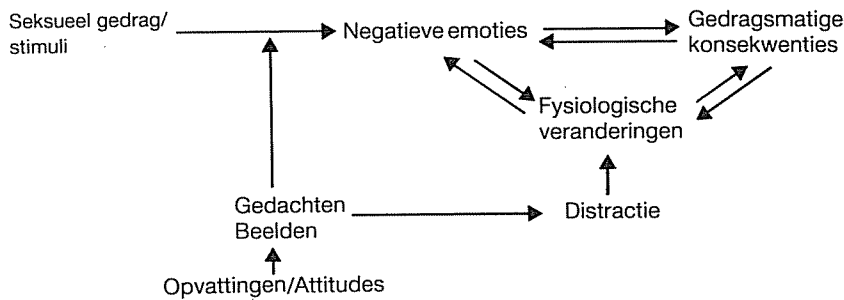 Seksueel gedrag/
stimuli
Negatieve emoties
Gedragsmatige
konsekwenties
Fysiologische
veranderingen
Gedachten
Beelden
Distractie
Opvattingen/Attitudes